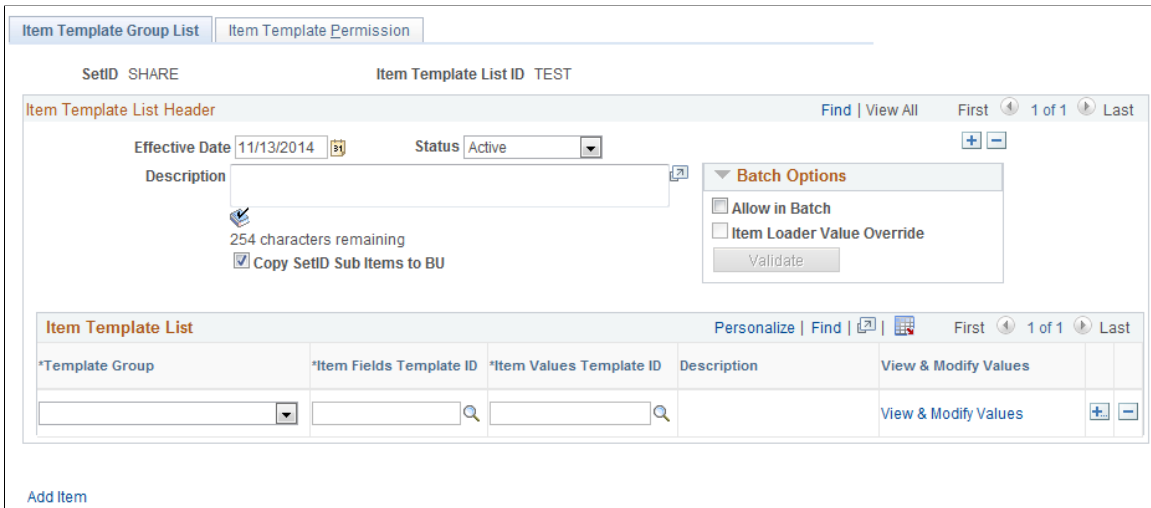 Item Template Group List Item Template Permission
SetID SHARE Item Template List ID TEST
Item Template List Header Find | View All First 1 of 1 Last
Effective Date 11/13/2014 31 Status Active
Description
Batch Options
Allow in Batch
254 characters remaining
Item Loader Value Override
Copy SetID Sub Items to BU
Validate
Item Template List Personalize | Find | | First 1 of 1 Last
*Template Group *Item Fields Template ID *Item Values Template ID Description View & Modify Values
View & Modify Values
Add Item